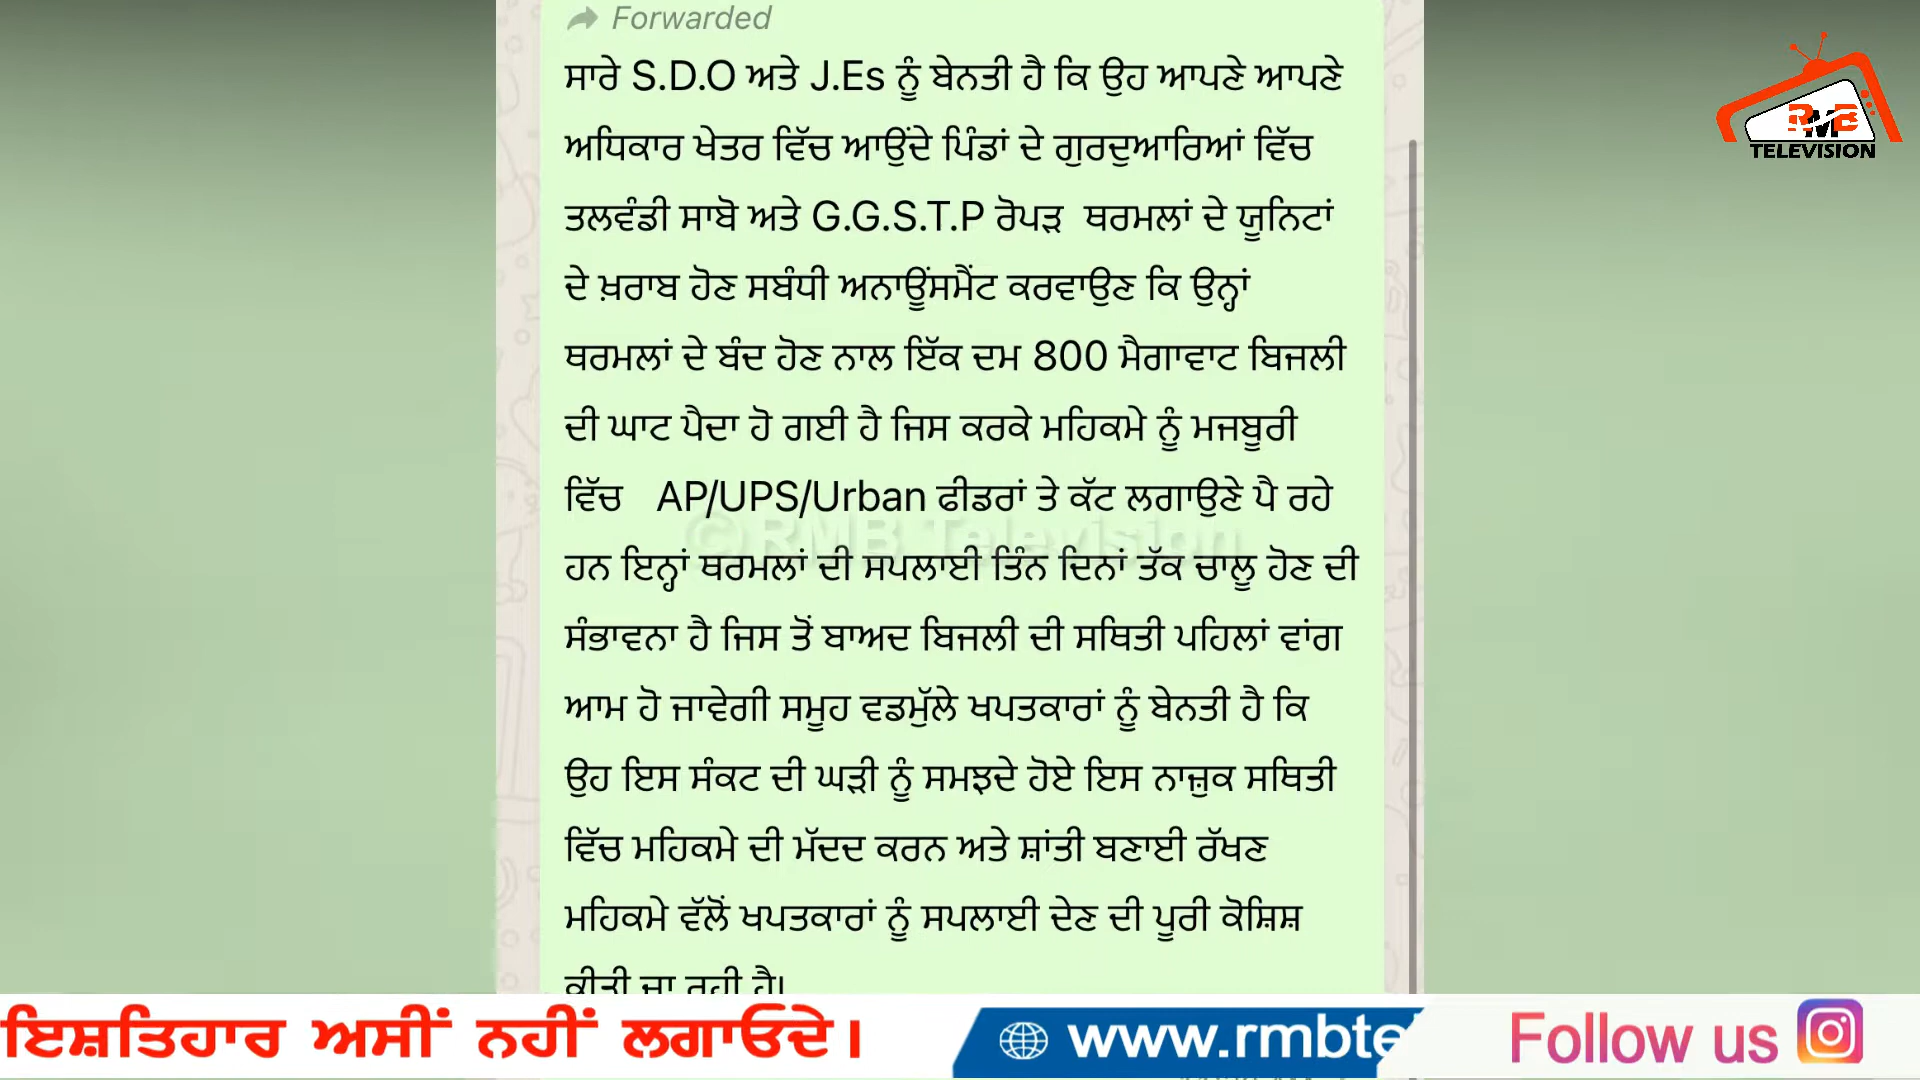 Forwarded
ਸਾਰੇ S.D.O ਅਤੇ J.Es ਨੂੰ ਬੇਨਤੀ ਹੈ ਕਿ ਉਹ ਆਪਣੇ ਆਪਣੇ
ਅਧਿਕਾਰ ਖੇਤਰ ਵਿੱਚ ਆਉਂਦੇ ਪਿੰਡਾਂ ਦੇ ਗੁਰਦੁਆਰਿਆਂ ਵਿੱਚ
ਤਲਵੰਡੀ ਸਾਬੋ ਅਤੇ G.G.S.T.P ਰੋਪੜ ਥਰਮਲਾਂ ਦੇ ਯੂਨਿਟਾਂ
ਦੇ ਖ਼ਰਾਬ ਹੋਣ ਸਬੰਧੀ ਅਨਾਊਂਸਮੈਂਟ ਕਰਵਾਉਣ ਕਿ ਉਨ੍ਹਾਂ
ਥਰਮਲਾਂ ਦੇ ਬੰਦ ਹੋਣ ਨਾਲ ਇੱਕ ਦਮ 800 ਮੈਗਾਵਾਟ ਬਿਜਲੀ
ਦੀ ਘਾਟ ਪੈਦਾ ਹੋ ਗਈ ਹੈ ਜਿਸ ਕਰਕੇ ਮਹਿਕਮੇ ਨੂੰ ਮਜਬੂਰੀ
ਵਿੱਚ AP/UPS/Urban ਫੀਡਰਾਂ ਤੇ ਕੱਟ ਲਗਾਉਣੇ ਪੈ ਰਹੇ
ਹਨ ਇਨ੍ਹਾਂ ਥਰਮਲਾਂ ਦੀ ਸਪਲਾਈ ਤਿੰਨ ਦਿਨਾਂ ਤੱਕ ਚਾਲੂ ਹੋਣ ਦੀ
ਸੰਭਾਵਨਾ ਹੈ ਜਿਸ ਤੋਂ ਬਾਅਦ ਬਿਜਲੀ ਦੀ ਸਥਿਤੀ ਪਹਿਲਾਂ ਵਾਂਗ
ਆਮ ਹੋ ਜਾਵੇਗੀ ਸਮੂਹ ਵਡਮੁੱਲੇ ਖਪਤਕਾਰਾਂ ਨੂੰ ਬੇਨਤੀ ਹੈ ਕਿ
ਉਹ ਇਸ ਸੰਕਟ ਦੀ ਘੜੀ ਨੂੰ ਸਮਝਦੇ ਹੋਏ ਇਸ ਨਾਜ਼ੁਕ ਸਥਿਤੀ
ਵਿੱਚ ਮਹਿਕਮੇ ਦੀ ਮੱਦਦ ਕਰਨ ਅਤੇ ਸ਼ਾਂਤੀ ਬਣਾਈ ਰੱਖਣ
ਮਹਿਕਮੇ ਵੱਲੋਂ ਖਪਤਕਾਰਾਂ ਨੂੰ ਸਪਲਾਈ ਦੇਣ ਦੀ ਪੂਰੀ ਕੋਸ਼ਿਸ਼
ਕੀਤੀ ਜਾ ਰਹੀ ਹੈ।
© RMB Television
RMB
TELEVISION
ਇਸ਼ਤਿਹਾਰ ਅਸੀਂ ਨਹੀਂ ਲਗਾਓਂਦੇ।
www.rmbte
Follow us